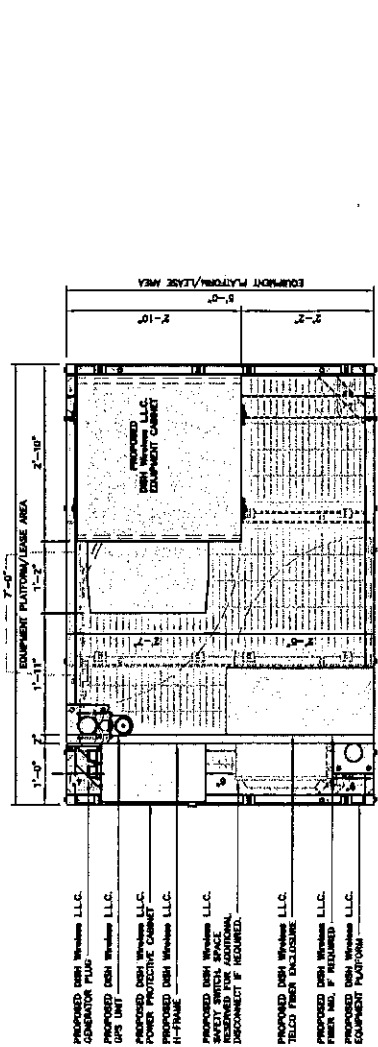 7'-0"
EQUIPMENT PLATFORM/LEASE AREA
1'-0"
2"
1'-11"
1'-2"
2'-10"
EQUIPMENT PLATFORM/LEASE AREA
5'-0"
2'-10"
2'-2"
PROPOSED
DISH Wireless L.L.C.
EQUIPMENT CABINET
2'-7"
PROPOSED DISH Wireless L.L.C.
GENERATOR PLUG
PROPOSED DISH Wireless L.L.C.
GPS UNIT
PROPOSED DISH Wireless L.L.C.
POWER PROTECTIVE CABINET
PROPOSED DISH Wireless L.L.C.
H-FRAME
PROPOSED DISH Wireless L.L.C.
SAFETY SWITCH. SPACE
RESERVED FOR ADDITIONAL
DISCONNECT IF REQUIRED.
PROPOSED DISH Wireless L.L.C.
TELCO FIBER ENCLOSURE
PROPOSED DISH Wireless L.L.C.
FIBER NID, IF REQUIRED
PROPOSED DISH Wireless L.L.C.
EQUIPMENT PLATFORM